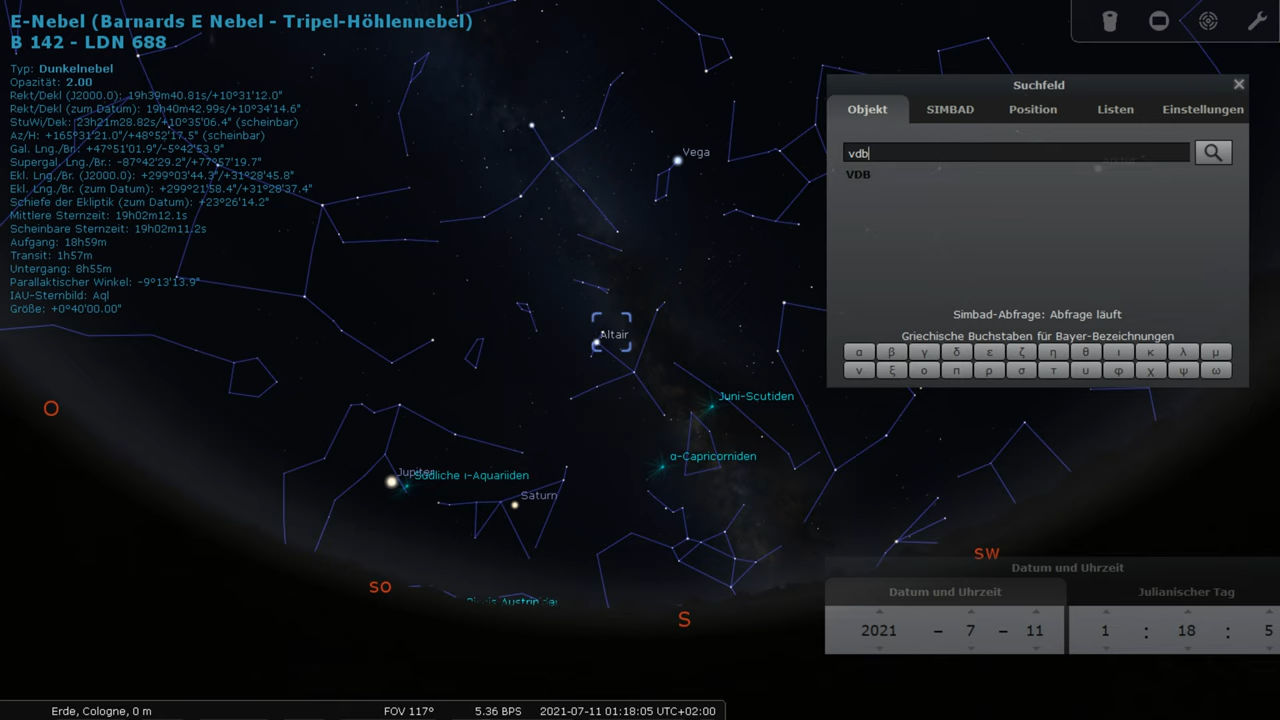 E-Nebel (Barnards E Nebel - Tripel-Höhlennebel)
B 142 - LDN 688
Typ: Dunkelnebel
Opazität: 2.00
Rekt/Dekl (J2000.0): 19h39m40.81s/+10°31'12.0"
Rekt/Dekl (zum Datum): 19h40m42.99s/+10°34'14.6"
StuWi/Dek: 23h21m28.82s/+10°35'06.4" (scheinbar)
Az/H: +165°31'21.0"/+48°52'17.5" (scheinbar)
Gal. Lng./Br.: +47°51'01.9"/-5°42'53.9"
Supergal. Lng./Br.: -87°42'29.2"/+77°57'19.7"
Ekl. Lng./Br. (J2000.0): +299°03'44.3"/+31°28'45.8"
Ekl. Lng./Br. (zum Datum): +299°21'58.4"/+31°28'37.4"
Schiefe der Ekliptik (zum Datum): +23°26'14.2"
Mittlere Sternzeit: 19h02m12.1s
Scheinbare Sternzeit: 19h02m11.2s
Aufgang: 18h59m
Transit: 1h57m
Untergang: 8h55m
Parallaktischer Winkel: -9°13'13.9"
IAU-Sternbild: Aql
Größe: +0°40'00.00"
Suchfeld
Objekt SIMBAD Position Listen Einstellungen
vdb
VDB
Simbad-Abfrage: Abfrage läuft
Griechische Buchstaben für Bayer-Bezeichnungen
α β γ δ ε ζ η θ ι κ λ μ
ν ξ ο π ρ σ τ υ φ χ ψ ω
Vega
Altair
Juni-Scutiden
α-Capricorniden
Jupiter
Südliche ι-Aquariiden
Saturn
O
SO
S
SW
Datum und Uhrzeit
Datum und Uhrzeit Julianischer Tag
2021 - 7 - 11 1 : 18 : 5
Erde, Cologne, 0 m FOV 117° 5.36 BPS 2021-07-11 01:18:05 UTC+02:00